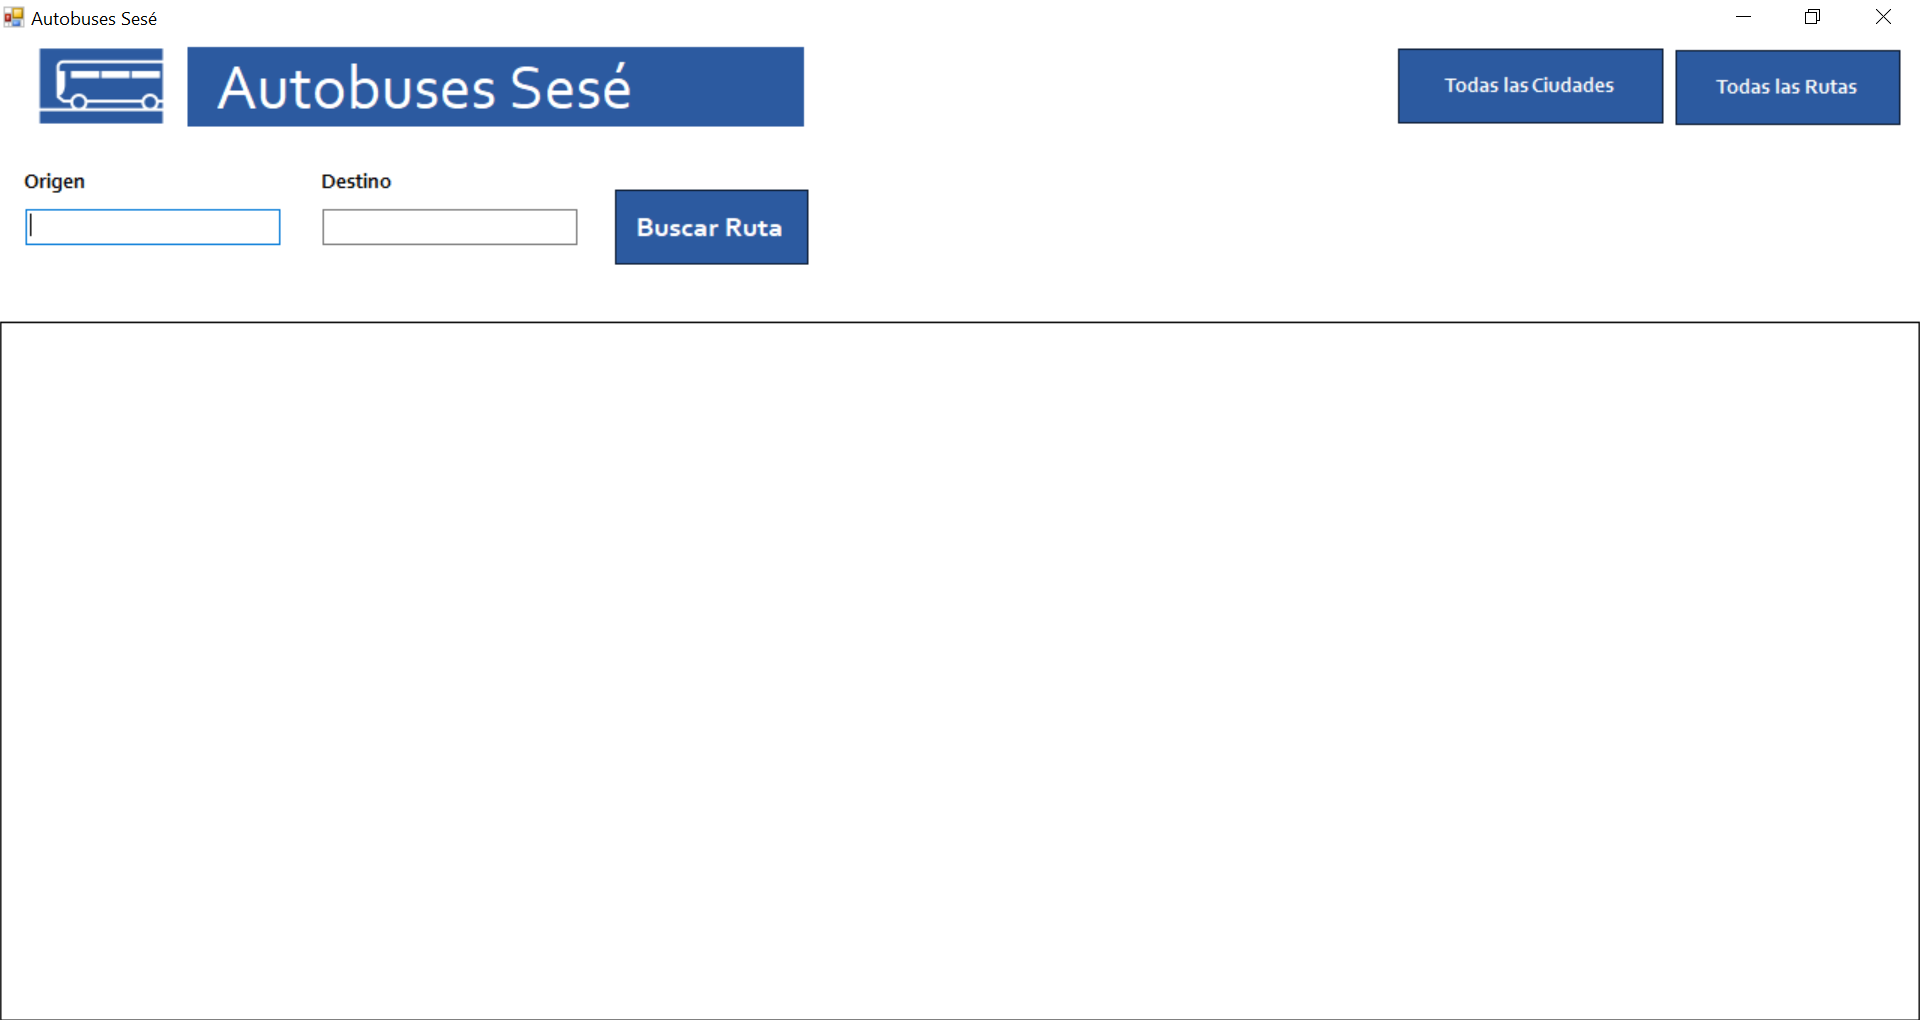 Autobuses Sesé
Autobuses Sesé
Todas las Ciudades
Todas las Rutas
Origen
Destino
Buscar Ruta